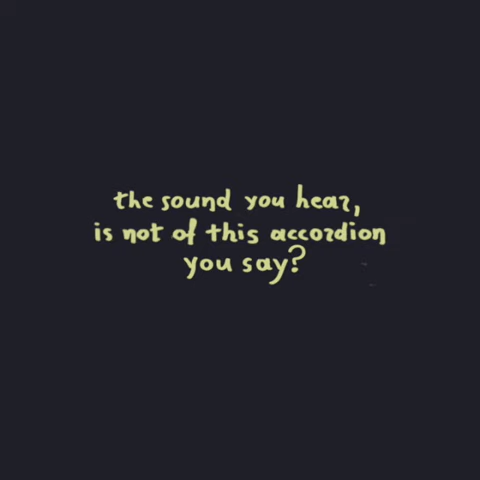 the sound you hear,
is not of this accordion
you say?